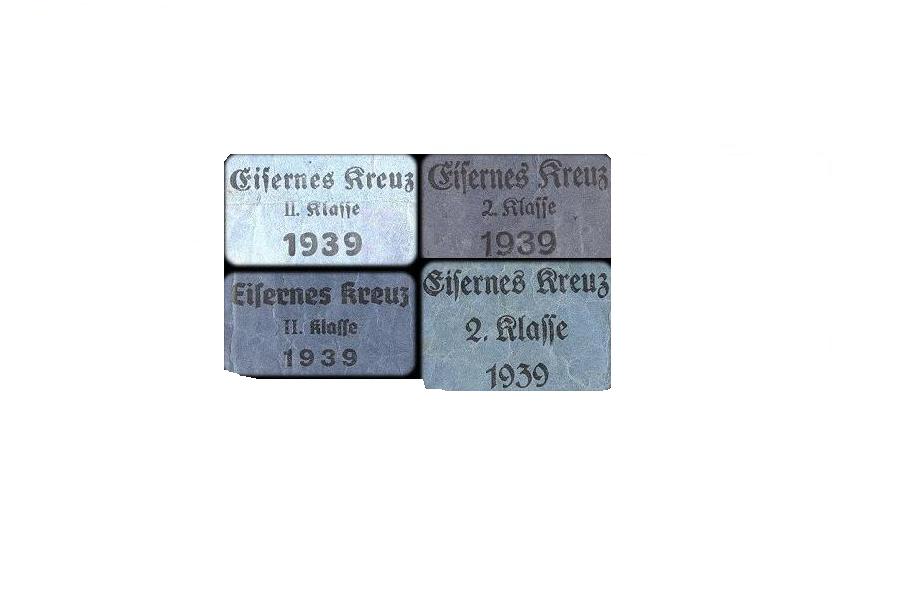 Eisernes Kreuz
II. Klasse
1939
Eisernes Kreuz
2. Klasse
1939
Eisernes Kreuz
II. Klasse
1939
Eisernes Kreuz
2. Klasse
1939